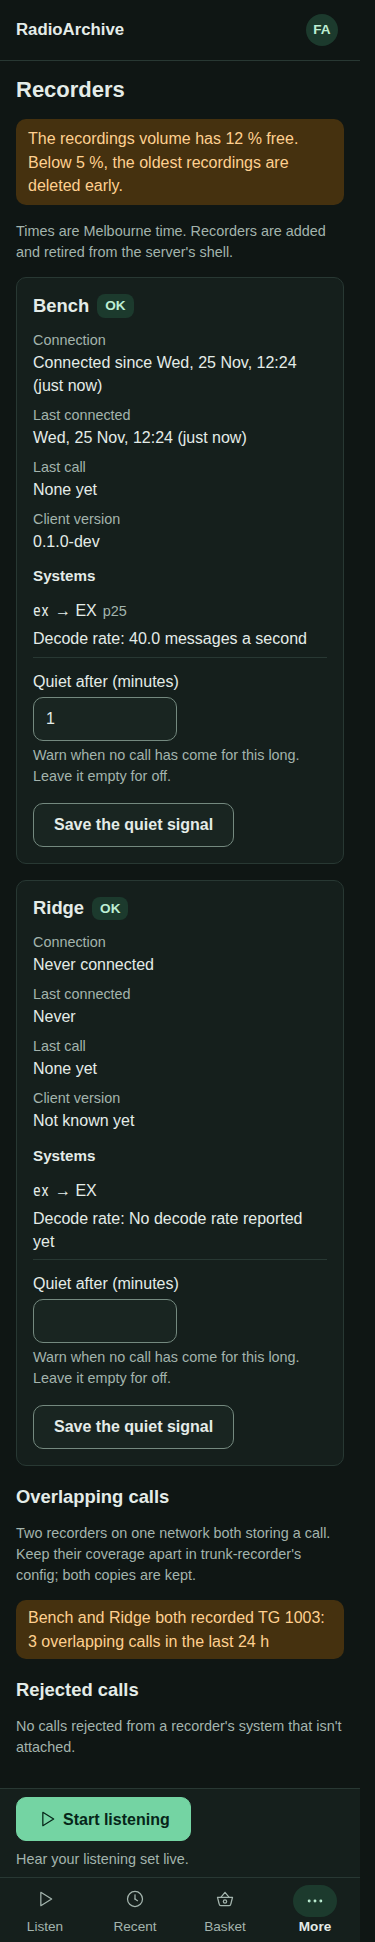 RadioArchive
FA
Recorders
The recordings volume has 12 % free.
Below 5 %, the oldest recordings are
deleted early.
Times are Melbourne time. Recorders are added
and retired from the server's shell.
Bench OK
Connection
Connected since Wed, 25 Nov, 12:24
(just now)
Last connected
Wed, 25 Nov, 12:24 (just now)
Last call
None yet
Client version
0.1.0-dev
Systems
ex → EX p25
Decode rate: 40.0 messages a second
Quiet after (minutes)
1
Warn when no call has come for this long.
Leave it empty for off.
Save the quiet signal
Ridge OK
Connection
Never connected
Last connected
Never
Last call
None yet
Client version
Not known yet
Systems
ex → EX
Decode rate: No decode rate reported
yet
Quiet after (minutes)
Warn when no call has come for this long.
Leave it empty for off.
Save the quiet signal
Overlapping calls
Two recorders on one network both storing a call.
Keep their coverage apart in trunk-recorder's
config; both copies are kept.
Bench and Ridge both recorded TG 1003:
3 overlapping calls in the last 24 h
Rejected calls
No calls rejected from a recorder's system that isn't
attached.
Start listening
Hear your listening set live.
Listen Recent Basket More